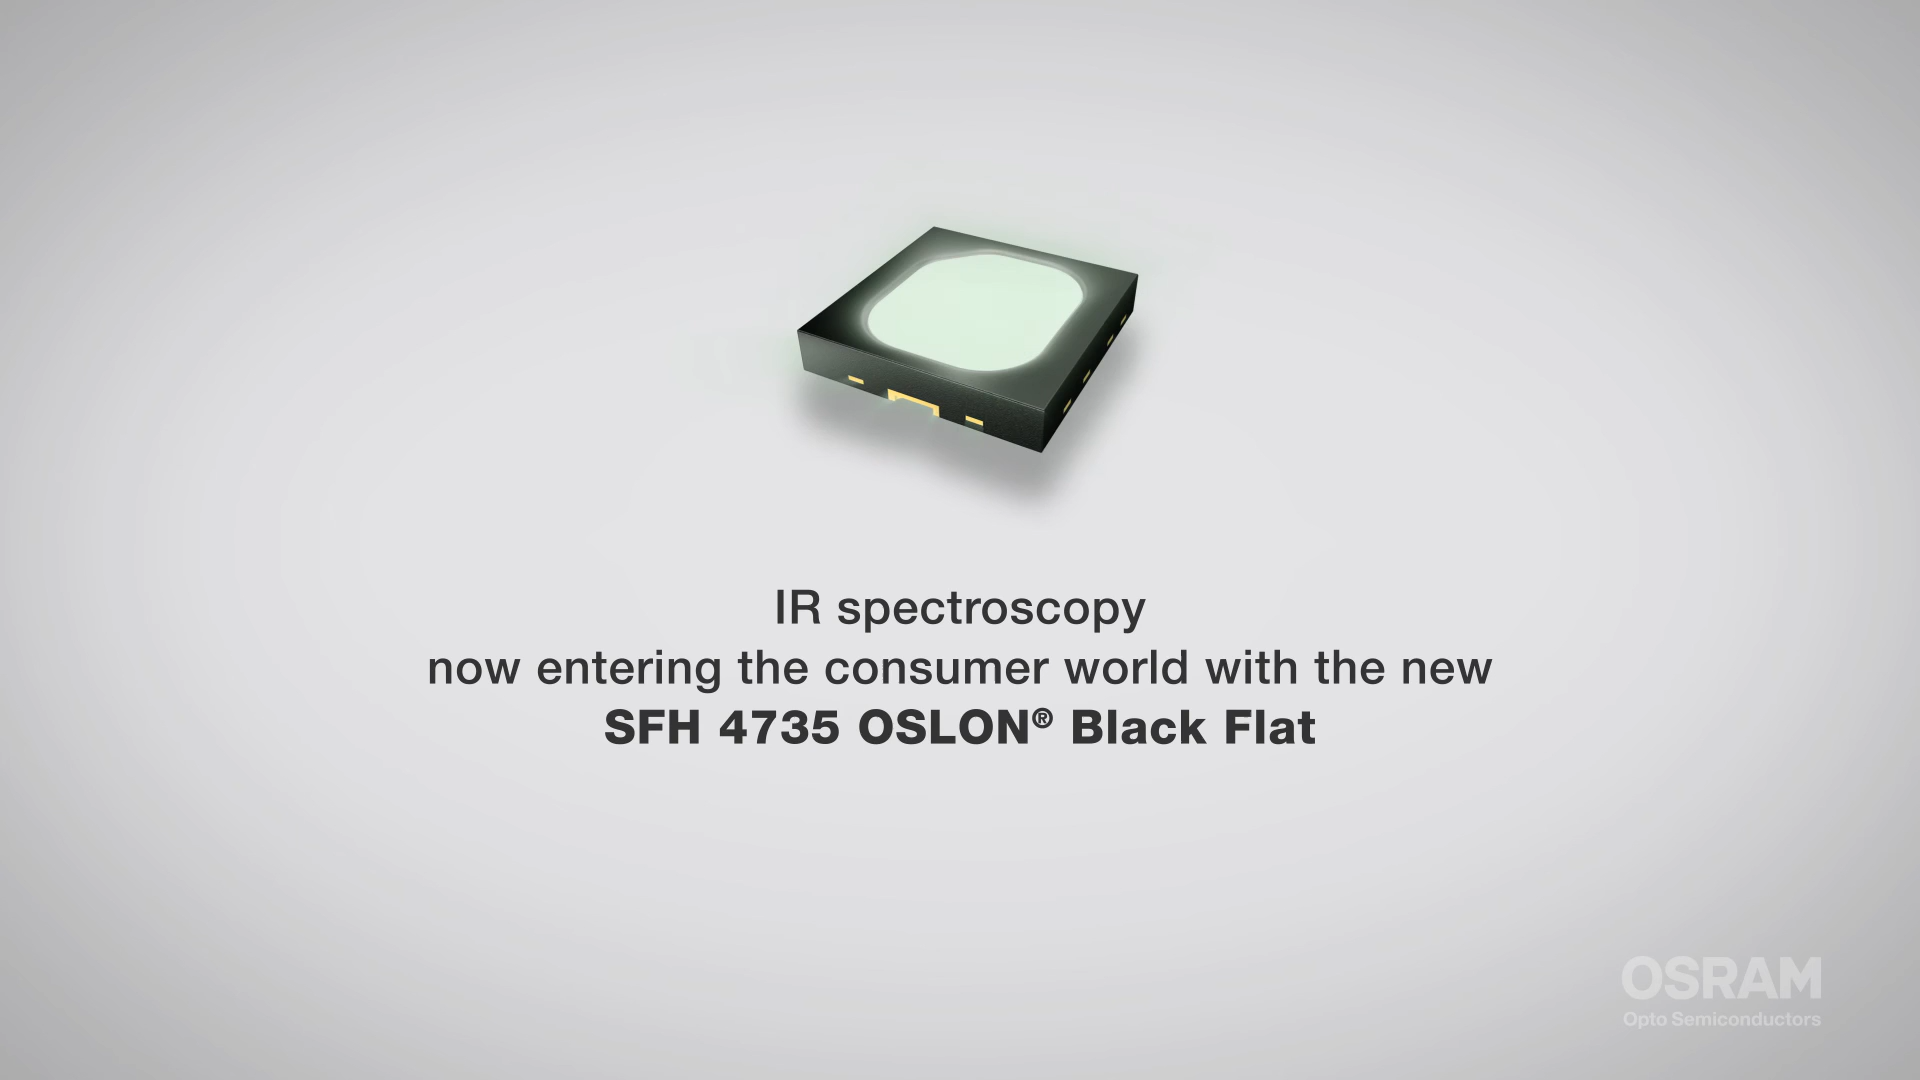 IR spectroscopy
now entering the consumer world with the new
SFH 4735 OSLON® Black Flat
OSRAM
Opto Semiconductors